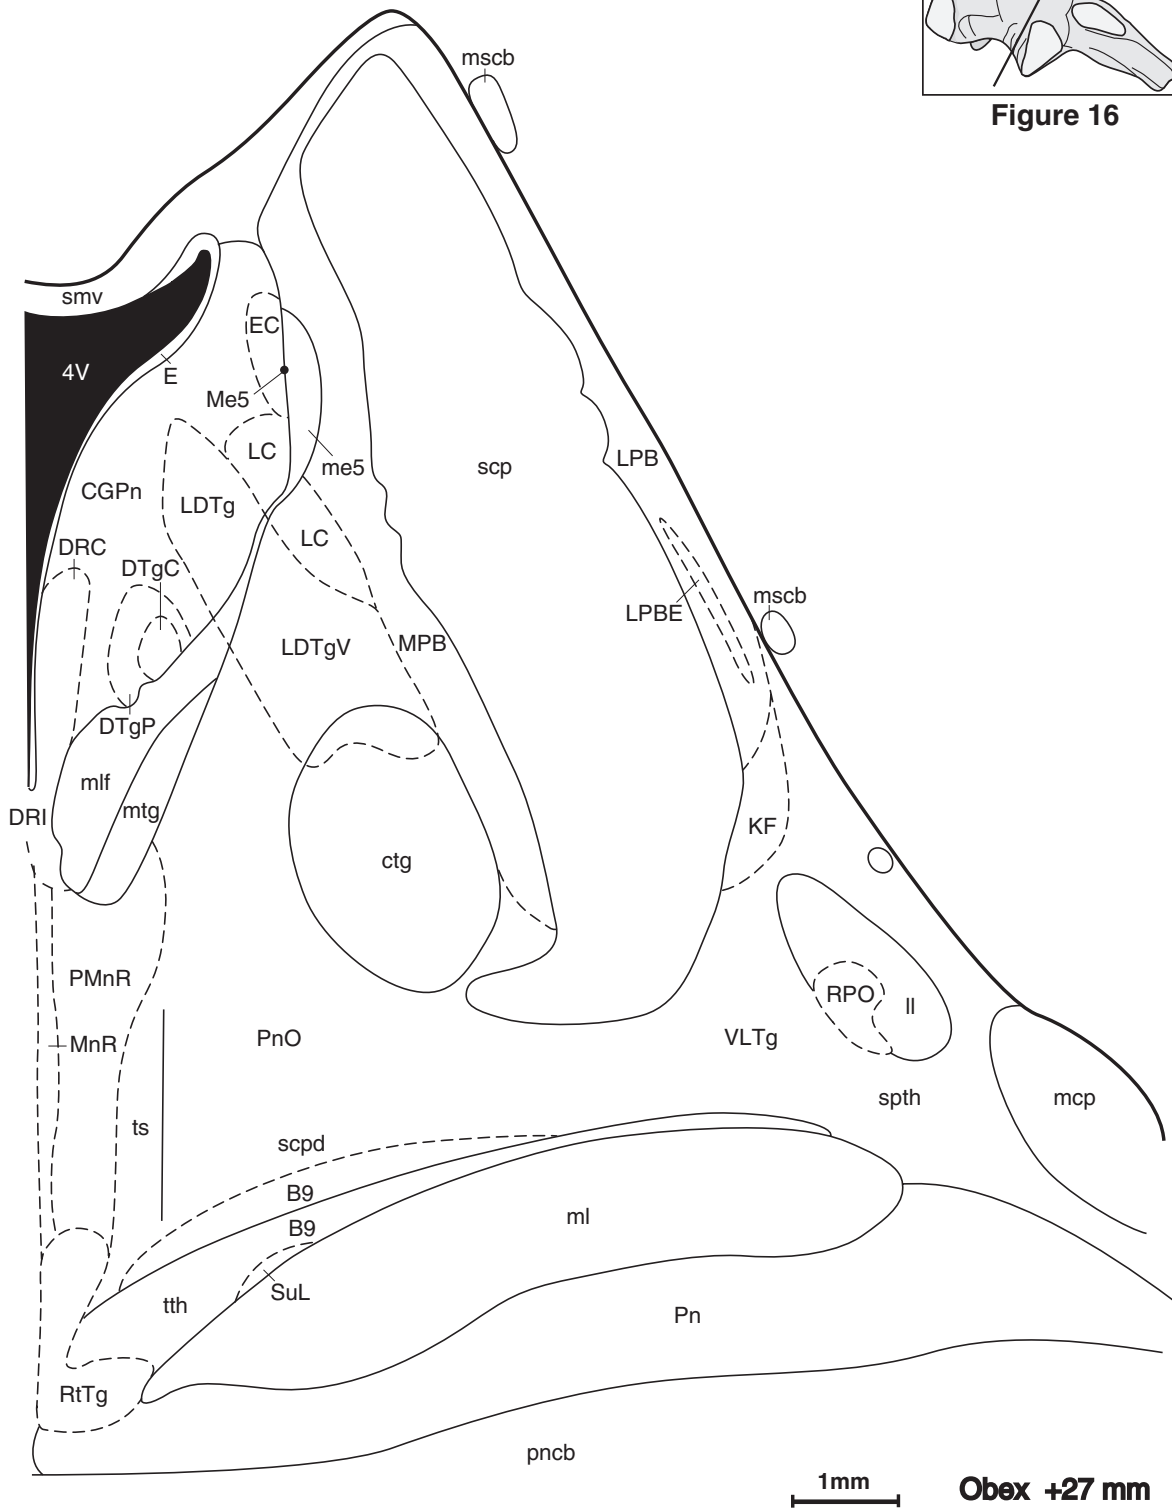 mscb
Figure 16
smv
EC
4V
E
Me5
LC
me5
scp
LPB
CGPn
LDTg
LC
DRC
DTgC
mscb
LPBE
LDTgV
MPB
DTgP
mlf
mtg
DRI
KF
ctg
PMnR
RPO
ll
MnR
PnO
VLTg
spth
mcp
ts
scpd
B9
B9
ml
SuL
tth
Pn
RtTg
pncb
1mm
Obex +27 mm